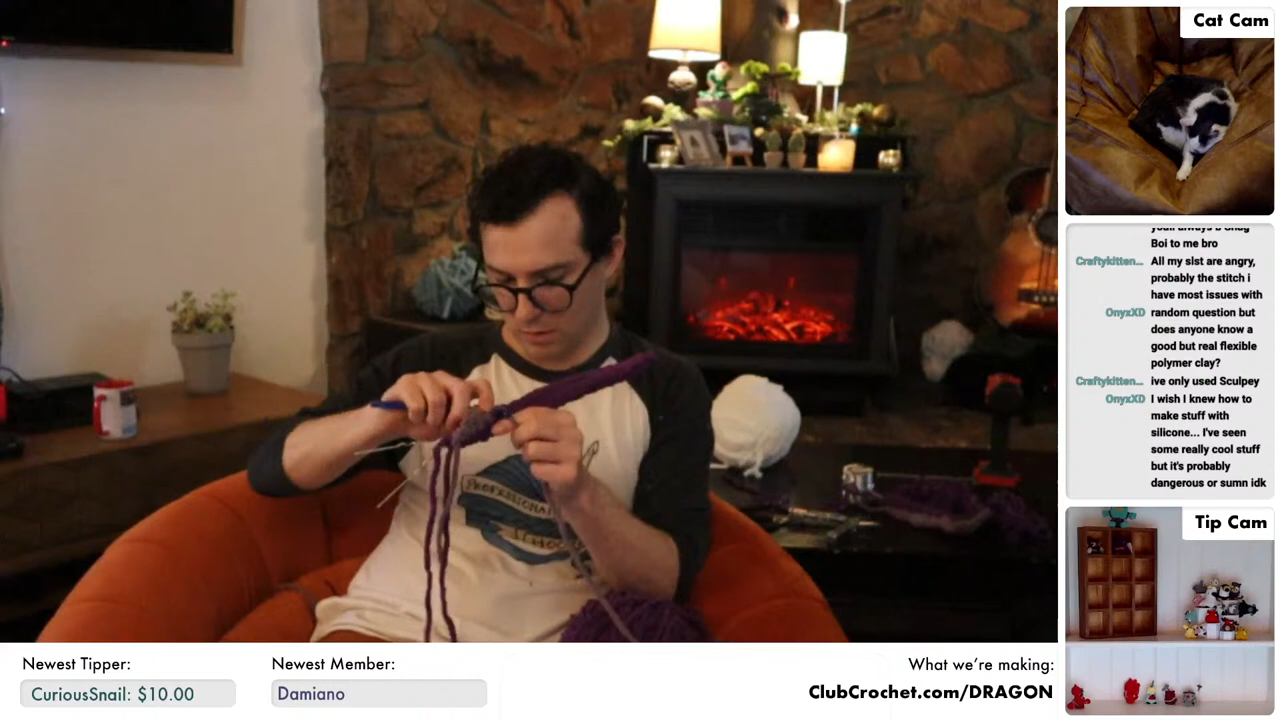 Cat Cam
Boi to me bro
Craftykitten... All my slst are angry,
probably the stitch i
have most issues with
OnyxXD random question but
does anyone know a
good but real flexible
polymer clay?
Craftykitten... ive only used Sculpey
OnyxXD I wish I knew how to
make stuff with
silicone... I've seen
some really cool stuff
but it's probably
dangerous or sumn idk
Tip Cam
PROFESSIONAL
Newest Tipper:
CuriousSnail: $10.00
Newest Member:
Damiano
What we're making:
ClubCrochet.com/DRAGON